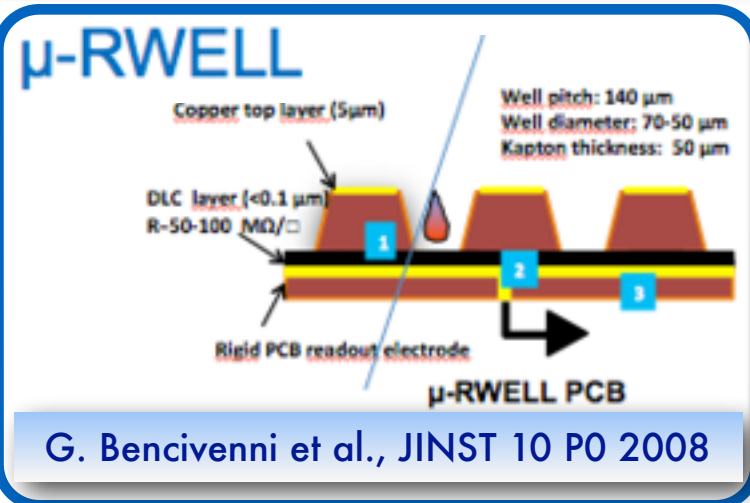 μ-RWELL
Copper top layer (5μm)
Well pitch: 140 μm
Well diameter: 70-50 μm
Kapton thickness: 50 μm
DLC layer (<0.1 μm)
R-50-100 MΩ/□
1
2
3
Rigid PCB readout electrode
μ-RWELL PCB
G. Bencivenni et al., JINST 10 P0 2008